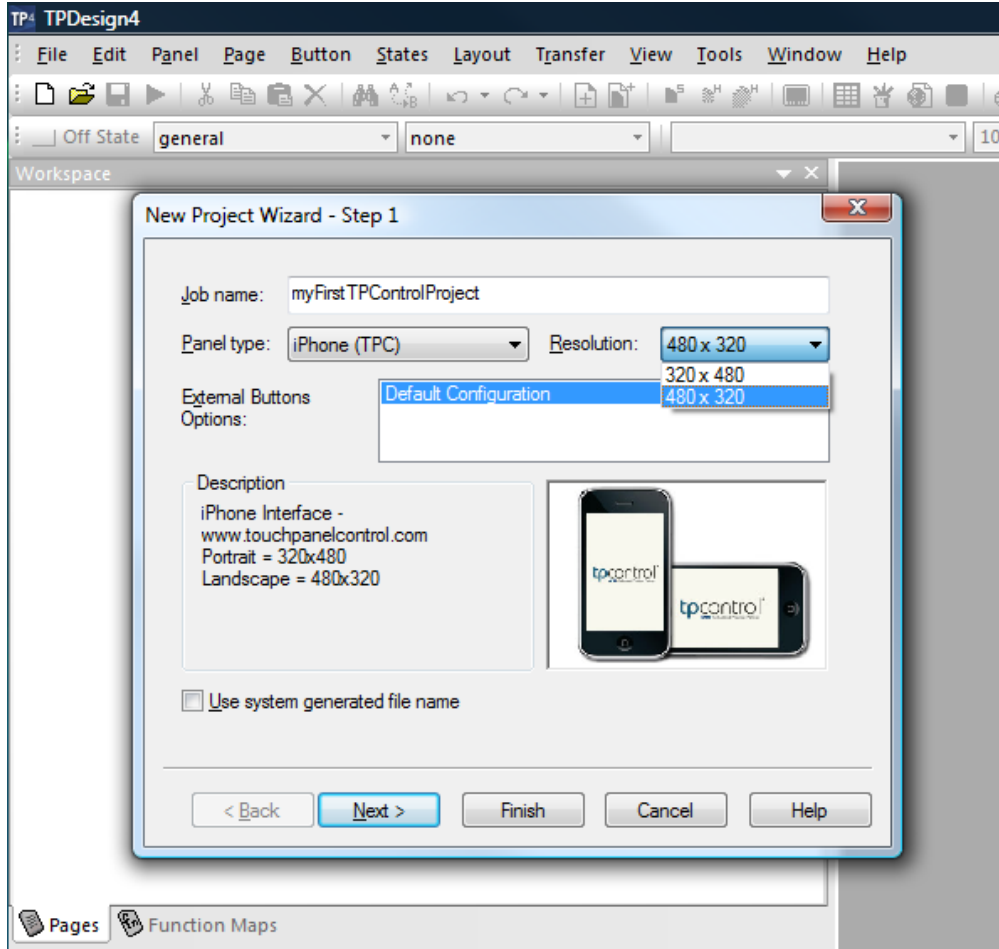 TP4 TPDesign4
File Edit Panel Page Button States Layout Transfer View Tools Window Help
Off State general none 10
Workspace
New Project Wizard - Step 1
Job name: myFirstTPControlProject
Panel type: iPhone (TPC) Resolution: 480 x 320
320 x 480
480 x 320
External Buttons Options:
Default Configuration
Description
iPhone Interface -
www.touchpanelcontrol.com
Portrait = 320x480
Landscape = 480x320
tpcontrol
tpcontrol
Use system generated file name
< Back Next > Finish Cancel Help
Pages Function Maps